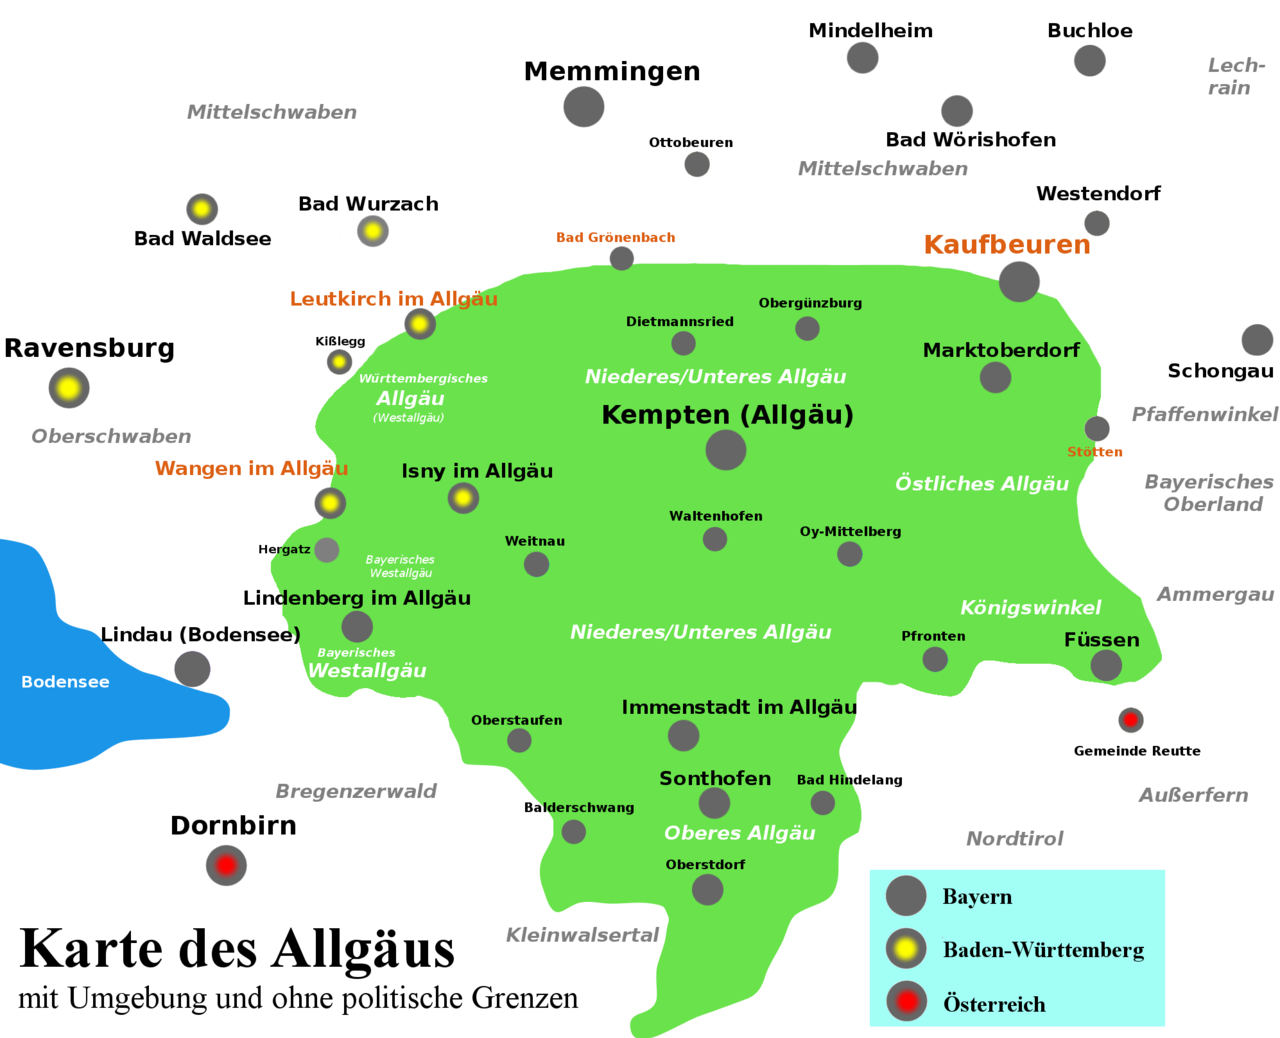 Mindelheim
Buchloe
Memmingen
Lech-
rain
Mittelschwaben
Ottobeuren
Bad Wörishofen
Mittelschwaben
Westendorf
Bad Wurzach
Bad Waldsee
Bad Grönenbach
Kaufbeuren
Leutkirch im Allgäu
Obergünzburg
Dietmannsried
Kißlegg
Ravensburg
Marktoberdorf
Schongau
Württembergisches
Allgäu
(Westallgäu)
Niederes/Unteres Allgäu
Kempten (Allgäu)
Pfaffenwinkel
Oberschwaben
Stötten
Wangen im Allgäu
Isny im Allgäu
Östliches Allgäu
Bayerisches
Oberland
Waltenhofen
Oy-Mittelberg
Weitnau
Hergatz
Bayerisches
Westallgäu
Lindenberg im Allgäu
Ammergau
Königswinkel
Lindau (Bodensee)
Niederes/Unteres Allgäu
Pfronten
Füssen
Bayerisches
Westallgäu
Bodensee
Immenstadt im Allgäu
Oberstaufen
Gemeinde Reutte
Sonthofen
Bad Hindelang
Bregenzerwald
Außerfern
Balderschwang
Dornbirn
Oberes Allgäu
Nordtirol
Oberstdorf
Bayern
Kleinwalsertal
Karte des Allgäus
Baden-Württemberg
mit Umgebung und ohne politische Grenzen
Österreich